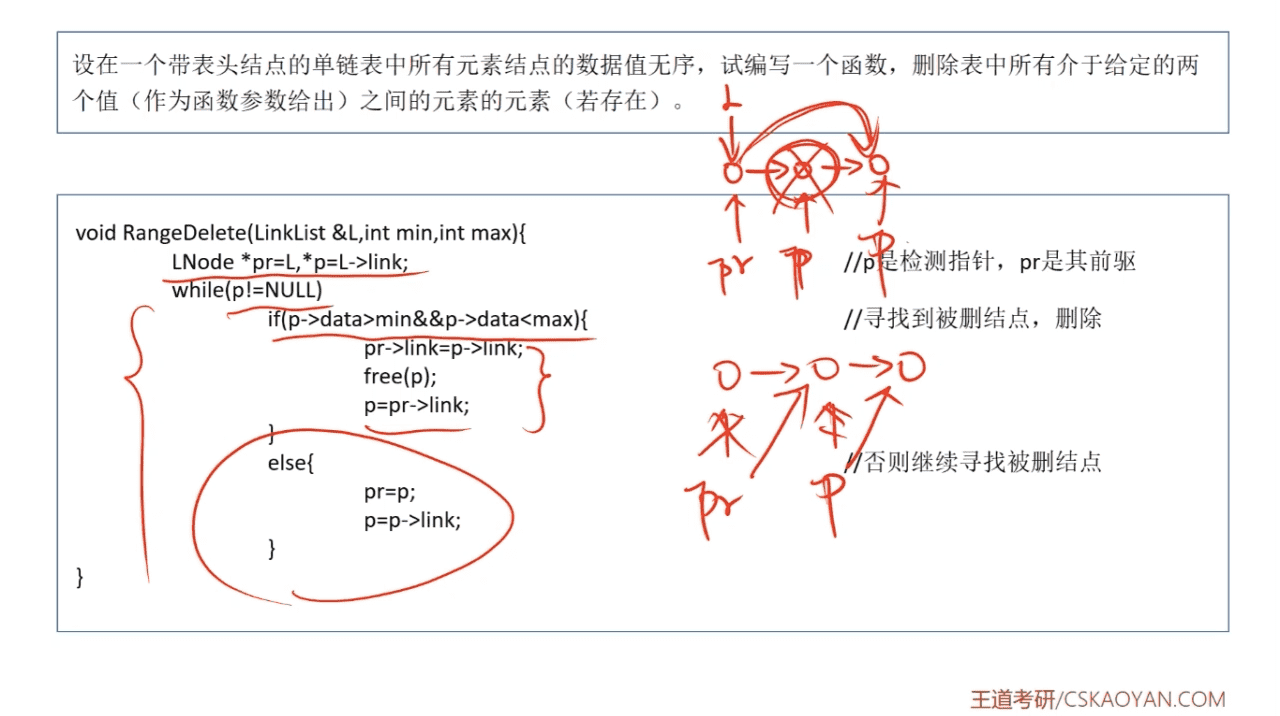 设在一个带表头结点的单链表中所有元素结点的数据值无序，试编写一个函数，删除表中所有介于给定的两
个值（作为函数参数给出）之间的元素的元素（若存在）。
L
void RangeDelete(LinkList &L,int min,int max){
LNode *pr=L,*p=L->link;
pr p p
//p是检测指针，pr是其前驱
while(p!=NULL)
if(p->data>min&&p->data<max){ //寻找到被删结点，删除
pr->link=p->link;
free(p);
p=pr->link;
}
else{ //否则继续寻找被删结点
pr p
pr=p;
p=p->link;
}
}
王道考研/CSKAOYAN.COM